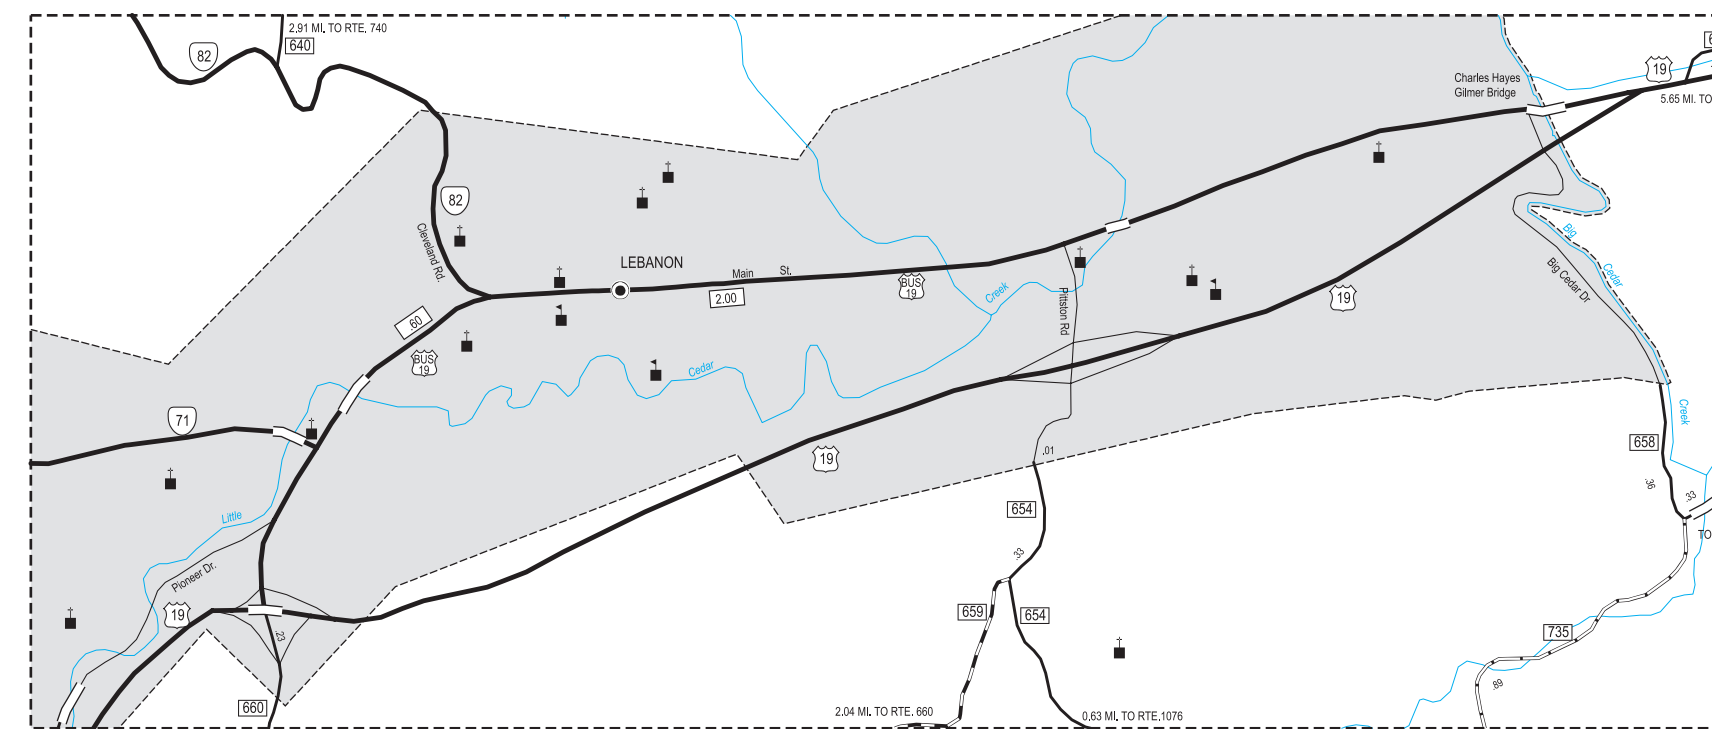 2.91 MI. TO RTE. 740
640
82
19
Charles Hayes
Gilmer Bridge
5.65 MI. TO
82
Cleveland Rd.
LEBANON
Main St.
2.00
BUS
19
Creek
Pittston Rd
19
Big
Cedar
Big Cedar Dr
.60
BUS
19
Cedar
71
Creek
658
19
.01
.36
.33
Little
654
TO
Pioneer Dr.
.33
19
659
654
.23
735
.89
660
2.04 MI. TO RTE. 660
0.63 MI. TO RTE.1076